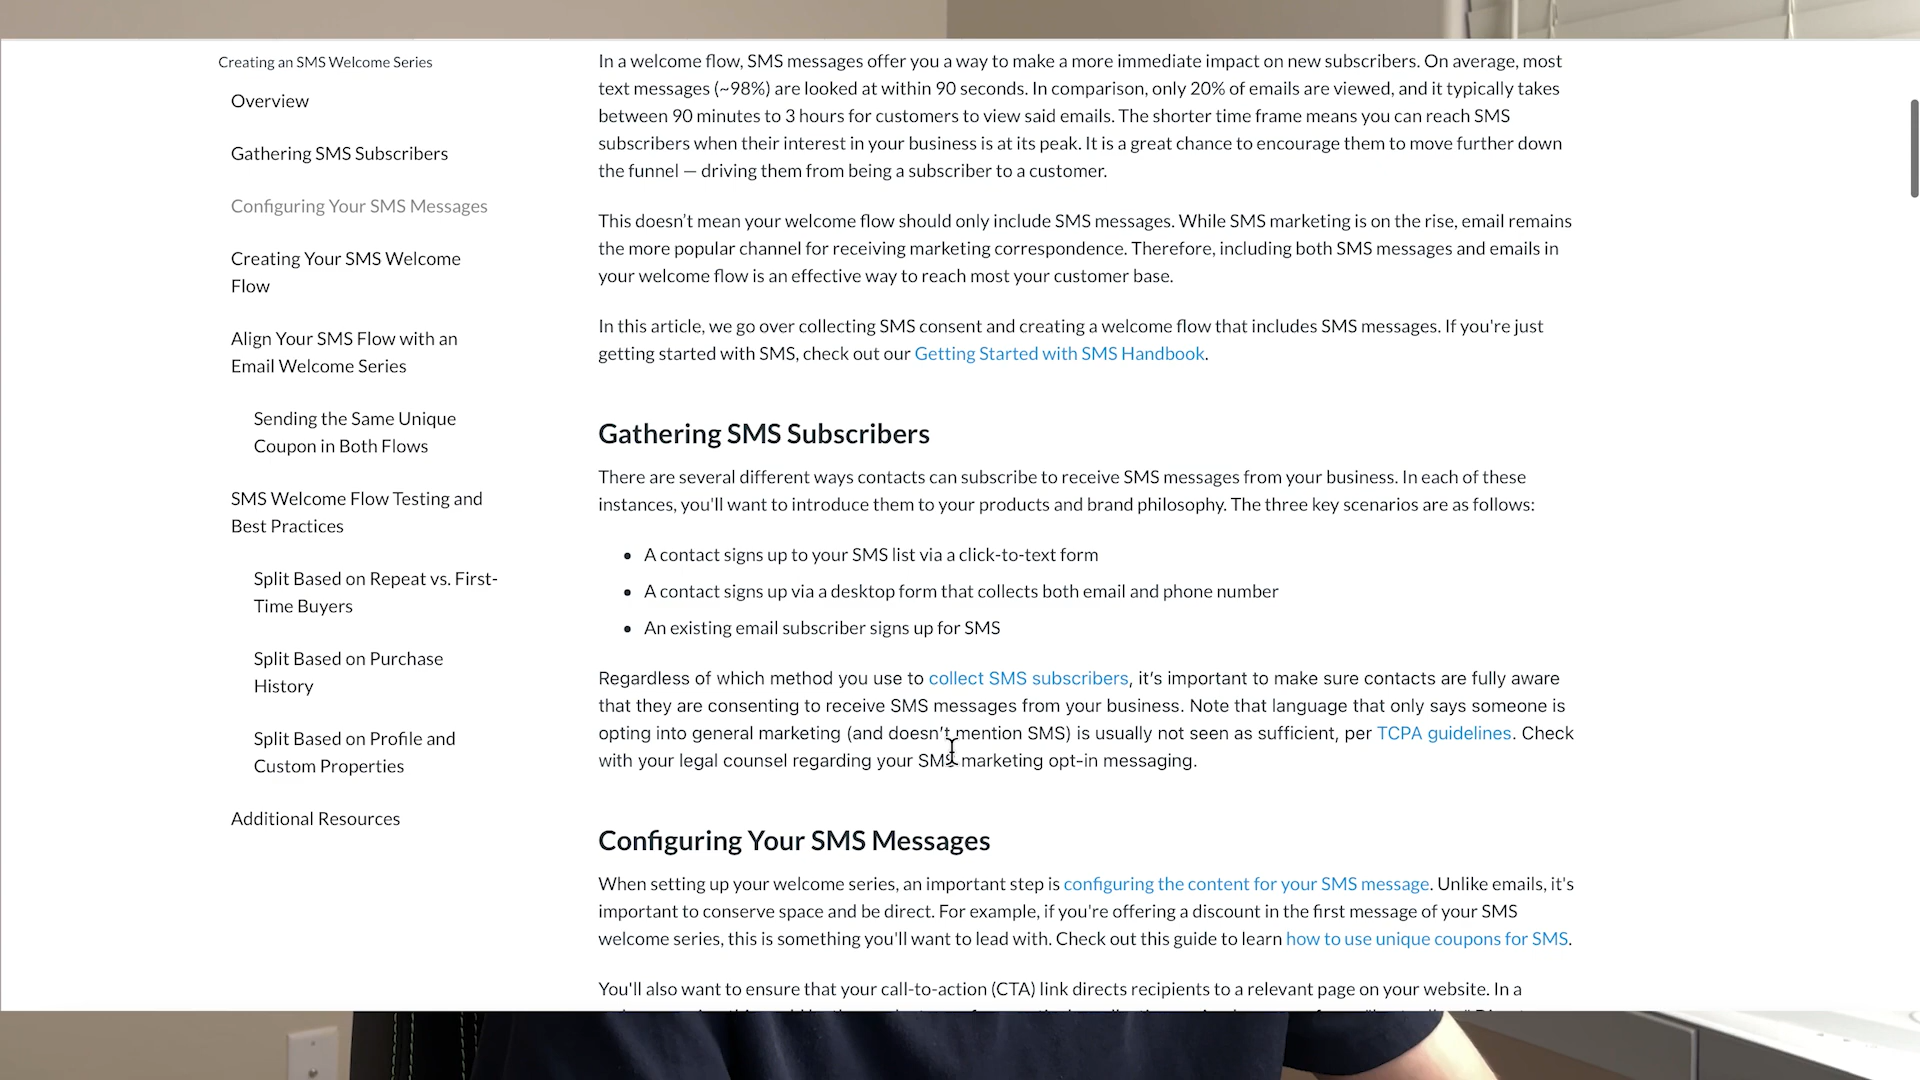 Creating an SMS Welcome Series
Overview
Gathering SMS Subscribers
Configuring Your SMS Messages
Creating Your SMS Welcome
Flow
Align Your SMS Flow with an
Email Welcome Series
Sending the Same Unique
Coupon in Both Flows
SMS Welcome Flow Testing and
Best Practices
Split Based on Repeat vs. First-
Time Buyers
Split Based on Purchase
History
Split Based on Profile and
Custom Properties
Additional Resources
In a welcome flow, SMS messages offer you a way to make a more immediate impact on new subscribers. On average, most
text messages (~98%) are looked at within 90 seconds. In comparison, only 20% of emails are viewed, and it typically takes
between 90 minutes to 3 hours for customers to view said emails. The shorter time frame means you can reach SMS
subscribers when their interest in your business is at its peak. It is a great chance to encourage them to move further down
the funnel — driving them from being a subscriber to a customer.
This doesn’t mean your welcome flow should only include SMS messages. While SMS marketing is on the rise, email remains
the more popular channel for receiving marketing correspondence. Therefore, including both SMS messages and emails in
your welcome flow is an effective way to reach most your customer base.
In this article, we go over collecting SMS consent and creating a welcome flow that includes SMS messages. If you're just
getting started with SMS, check out our Getting Started with SMS Handbook.
Gathering SMS Subscribers
There are several different ways contacts can subscribe to receive SMS messages from your business. In each of these
instances, you'll want to introduce them to your products and brand philosophy. The three key scenarios are as follows:
• A contact signs up to your SMS list via a click-to-text form
• A contact signs up via a desktop form that collects both email and phone number
• An existing email subscriber signs up for SMS
Regardless of which method you use to collect SMS subscribers, it’s important to make sure contacts are fully aware
that they are consenting to receive SMS messages from your business. Note that language that only says someone is
opting into general marketing (and doesn’t mention SMS) is usually not seen as sufficient, per TCPA guidelines. Check
with your legal counsel regarding your SMS marketing opt-in messaging.
Configuring Your SMS Messages
When setting up your welcome series, an important step is configuring the content for your SMS message. Unlike emails, it's
important to conserve space and be direct. For example, if you're offering a discount in the first message of your SMS
welcome series, this is something you'll want to lead with. Check out this guide to learn how to use unique coupons for SMS.
You'll also want to ensure that your call-to-action (CTA) link directs recipients to a relevant page on your website. In a